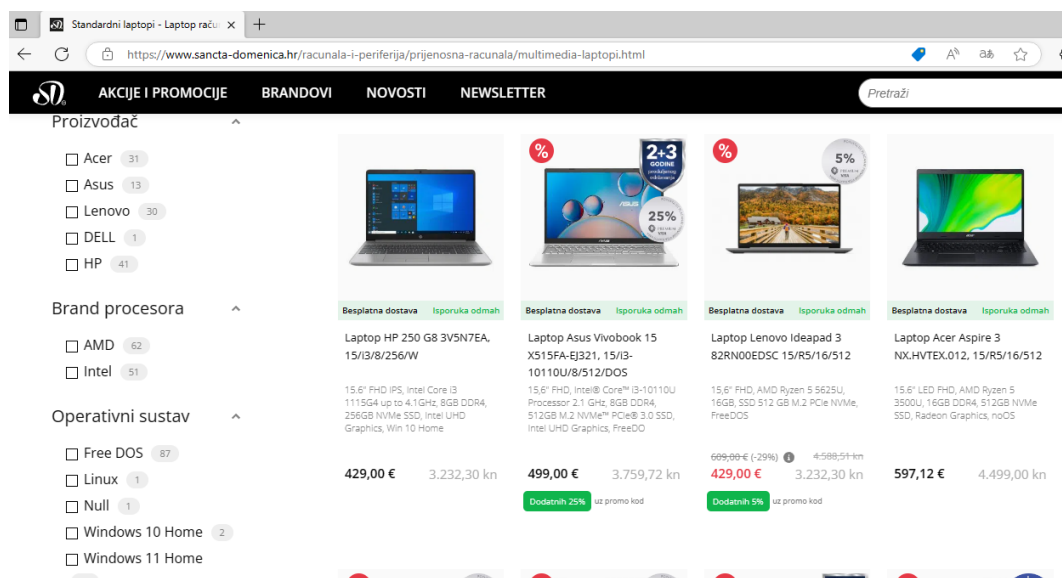 Standardni laptopi - Laptop raču
https://www.sancta-domenica.hr/racunala-i-periferija/prijenosna-racunala/multimedia-laptopi.html
SD AKCIJE I PROMOCIJE BRANDOVI NOVOSTI NEWSLETTER Pretraži
Proizvođač
Acer 31
Asus 13
Lenovo 30
DELL 1
HP 41
Brand procesora
AMD 62
Intel 51
Operativni sustav
Free DOS 87
Linux 1
Null 1
Windows 10 Home 2
Windows 11 Home
Besplatna dostava Isporuka odmah
Laptop HP 250 G8 3V5N7EA,
15/i3/8/256/W
15.6" FHD IPS, Intel Core i3
1115G4 up to 4.1GHz, 8GB DDR4,
256GB NVMe SSD, Intel UHD
Graphics, Win 10 Home
429,00 € 3.232,30 kn
%
2+3
GODINE
25%
Besplatna dostava Isporuka odmah
Laptop Asus Vivobook 15
X515FA-EJ321, 15/i3-
10110U/8/512/DOS
15,6" FHD, Intel® Core™ i3-10110U
Processor 2.1 GHz, 8GB DDR4,
512GB M.2 NVMe™ PCIe® 3.0 SSD,
Intel UHD Graphics, FreeDO
499,00 € 3.759,72 kn
Dodatnih 25% uz promo kod
%
5%
Besplatna dostava Isporuka odmah
Laptop Lenovo Ideapad 3
82RN00EDSC 15/R5/16/512
15,6" FHD, AMD Ryzen 5 5625U,
16GB, SSD 512 GB M.2 PCIe NVMe,
FreeDOS
609,00 € (-29%) 4.588,51 kn
429,00 € 3.232,30 kn
Dodatnih 5% uz promo kod
Besplatna dostava Isporuka odmah
Laptop Acer Aspire 3
NX.HVTEX.012, 15/R5/16/512
15.6" LED FHD, AMD Ryzen 5
3500U, 16GB DDR4, 512GB NVMe
SSD, Radeon Graphics, noOS
597,12 € 4.499,00 kn